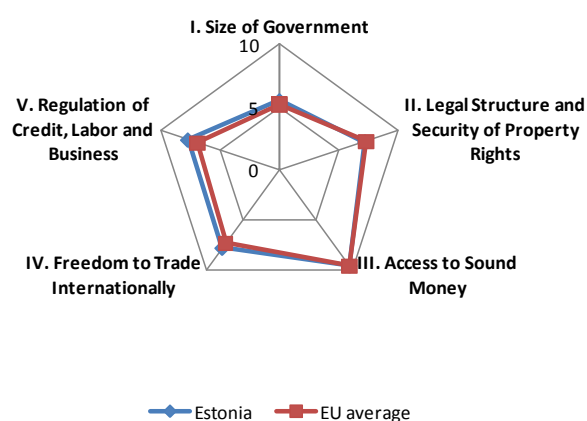 I. Size of Government
10
V. Regulation of
Credit, Labor and
Business
5
II. Legal Structure and
Security of Property
Rights
0
IV. Freedom to Trade
Internationally
III. Access to Sound
Money
Estonia
EU average